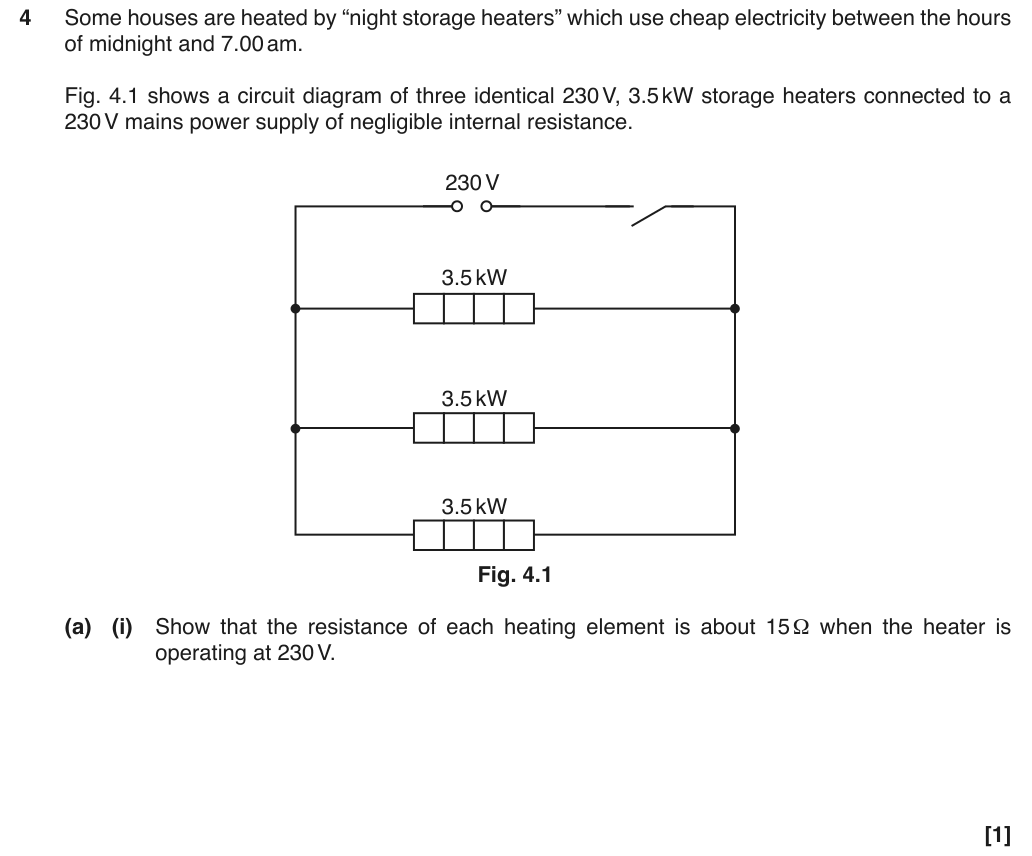 4 Some houses are heated by “night storage heaters” which use cheap electricity between the hours
of midnight and 7.00 am.
Fig. 4.1 shows a circuit diagram of three identical 230 V, 3.5 kW storage heaters connected to a
230 V mains power supply of negligible internal resistance.
230 V
3.5 kW
3.5 kW
3.5 kW
Fig. 4.1
(a) (i) Show that the resistance of each heating element is about 15 Ω when the heater is
operating at 230 V.
[1]